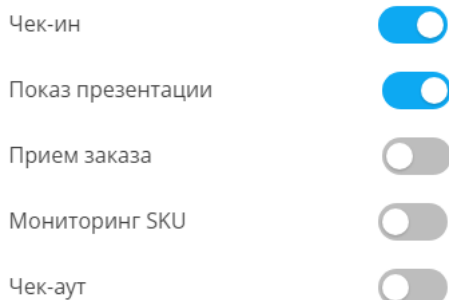 Чек-ин
Показ презентации
Прием заказа
Мониторинг SKU
Чек-аут